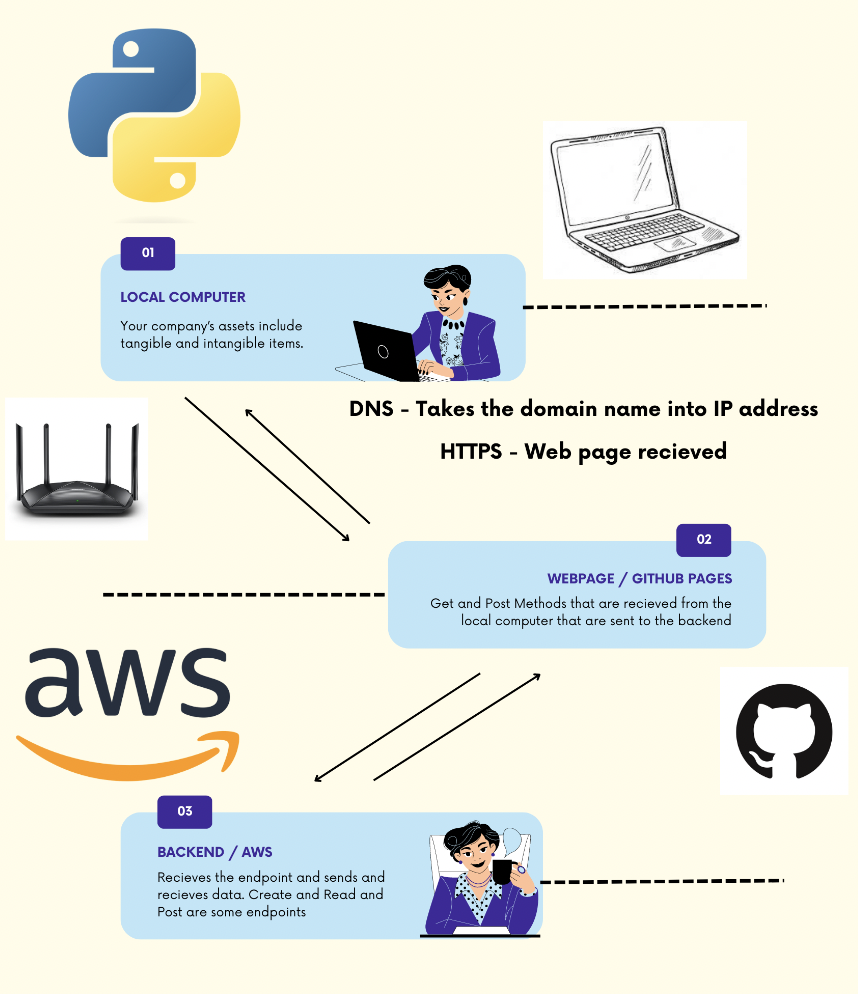 01
LOCAL COMPUTER
Your company's assets include
tangible and intangible items.
DNS - Takes the domain name into IP address
HTTPS - Web page recieved
02
WEBPAGE / GITHUB PAGES
Get and Post Methods that are recieved from the
local computer that are sent to the backend
aws
03
BACKEND / AWS
Recieves the endpoint and sends and
recieves data. Create and Read and
Post are some endpoints